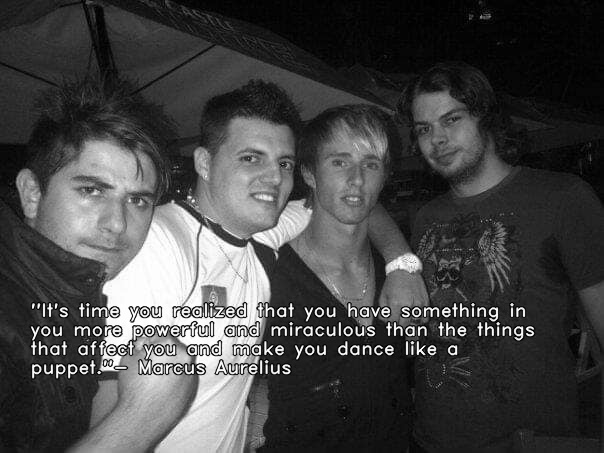 "It's time you realized that you have something in
you more powerful and miraculous than the things
that affect you and make you dance like a
puppet."— Marcus Aurelius